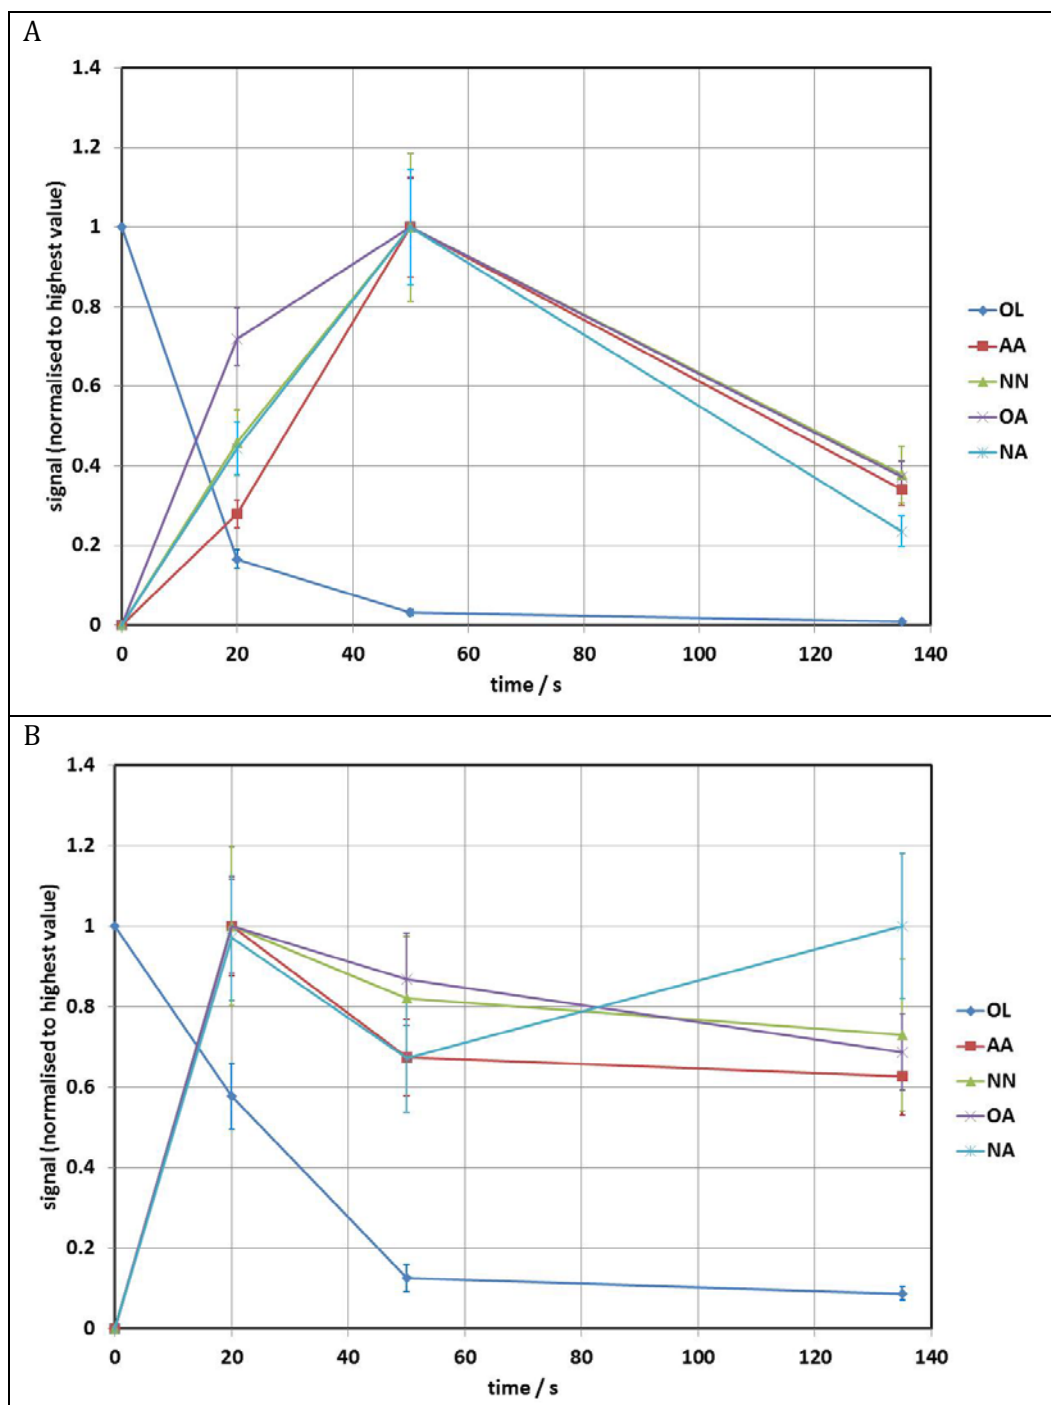 A
1.4
1.2
1
0.8
0.6
0.4
0.2
0
0 20 40 60 80 100 120 140
time / s
signal (normalised to highest value)
OL
AA
NN
OA
NA
B
1.4
1.2
1
0.8
0.6
0.4
0.2
0
0 20 40 60 80 100 120 140
time / s
signal (normalised to highest value)
OL
AA
NN
OA
NA